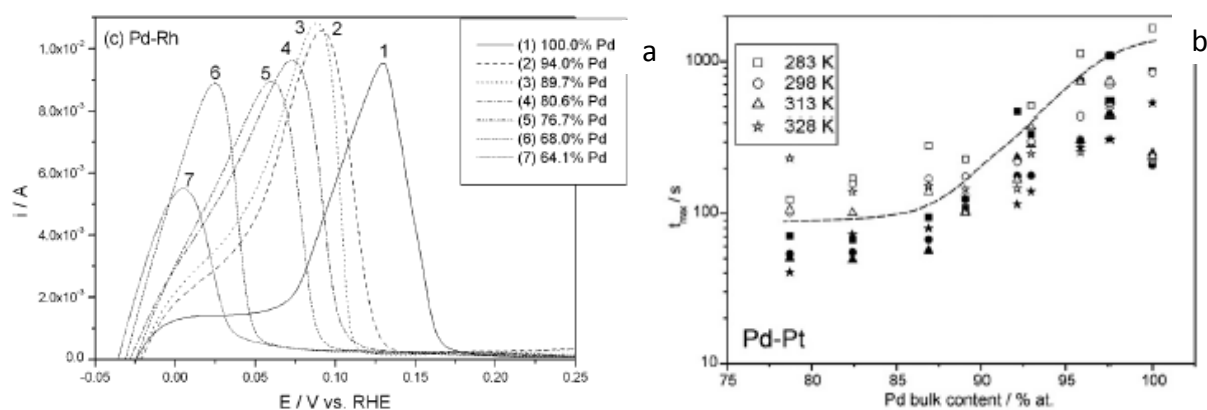 (c) Pd-Rh
3
2
1
4
5
6
7
(1) 100.0% Pd
(2) 94.0% Pd
(3) 89.7% Pd
(4) 80.6% Pd
(5) 76.7% Pd
(6) 68.0% Pd
(7) 64.1% Pd
1.0x10⁻²
8.0x10⁻³
6.0x10⁻³
4.0x10⁻³
2.0x10⁻³
0.0
i / A
-0.05
0.00
0.05
0.10
0.15
0.20
0.25
E / V vs. RHE
a
b
283 K
298 K
313 K
328 K
1000
100
10
t_max / s
Pd-Pt
75
80
85
90
95
100
Pd bulk content / % at.